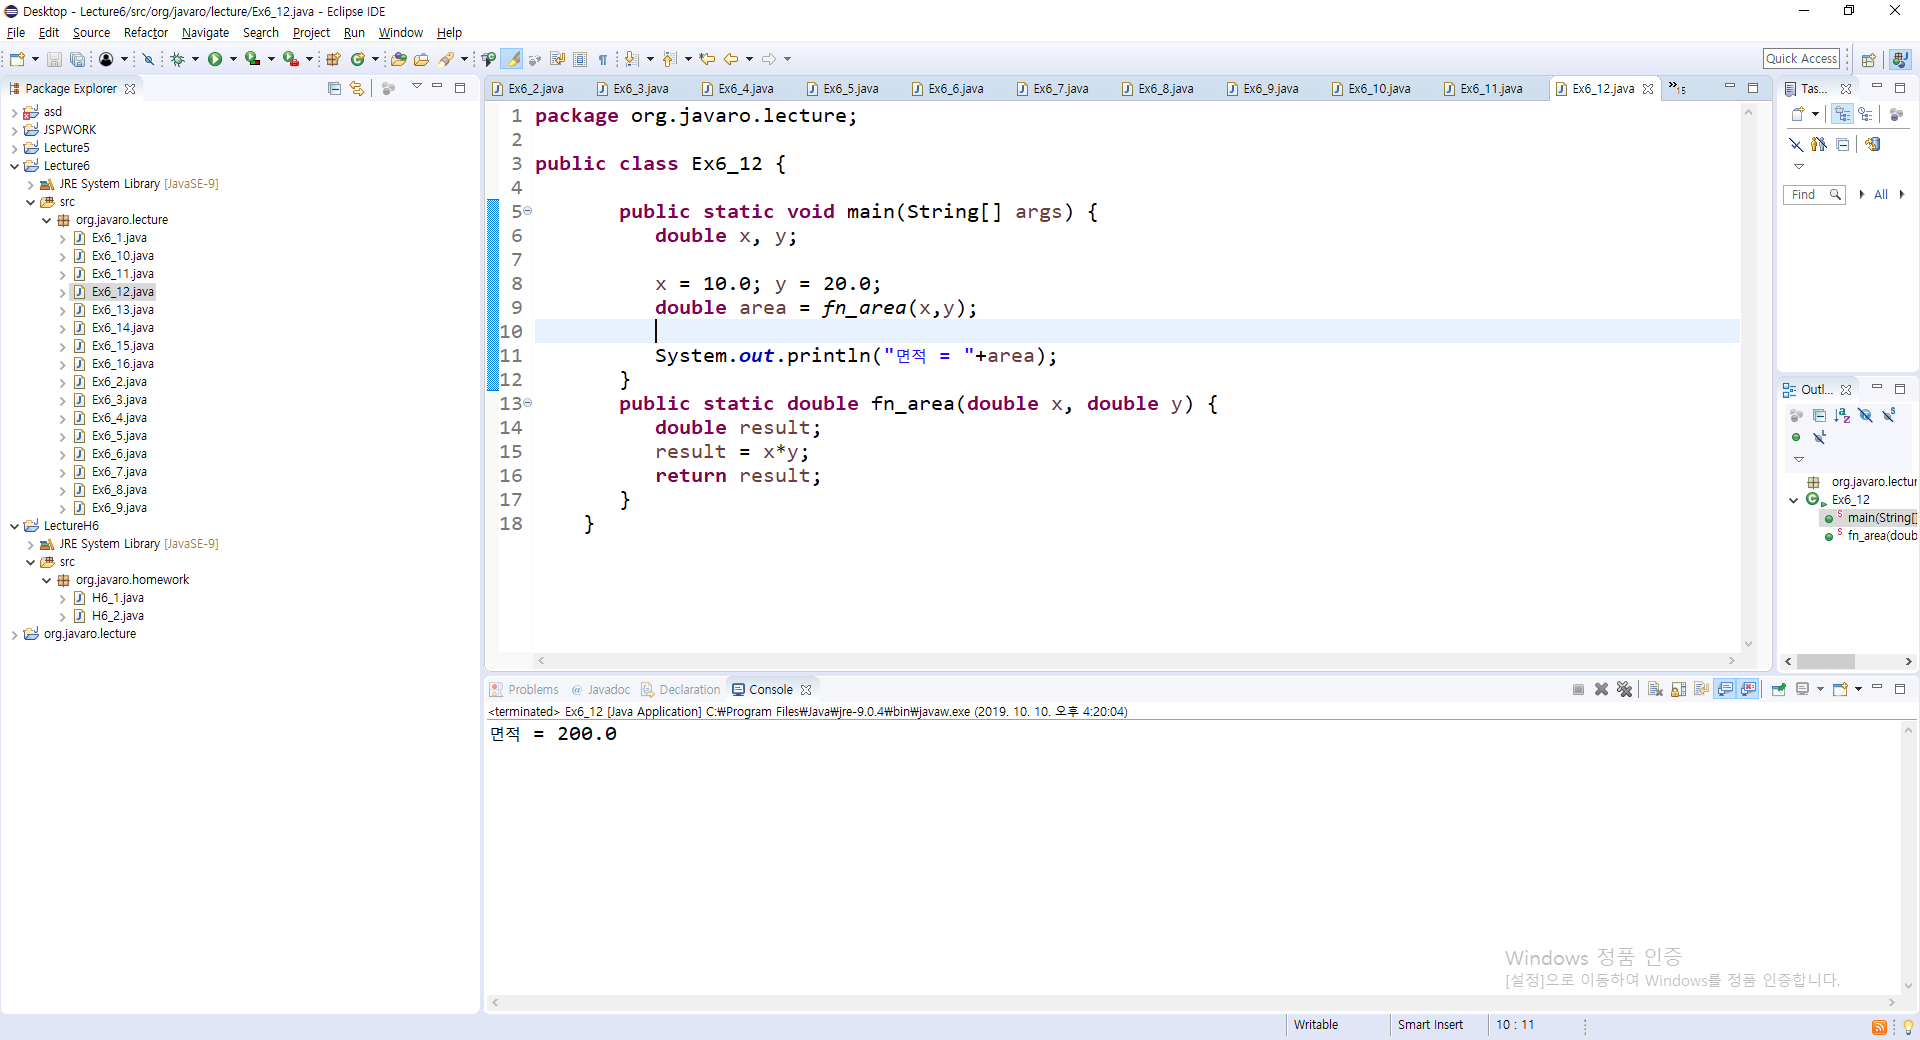 Desktop - Lecture6/src/org/javaro/lecture/Ex6_12.java - Eclipse IDE
File Edit Source Refactor Navigate Search Project Run Window Help
Quick Access
Package Explorer
asd
JSPWORK
Lecture5
Lecture6
JRE System Library [JavaSE-9]
src
org.javaro.lecture
Ex6_1.java
Ex6_10.java
Ex6_11.java
Ex6_12.java
Ex6_13.java
Ex6_14.java
Ex6_15.java
Ex6_16.java
Ex6_2.java
Ex6_3.java
Ex6_4.java
Ex6_5.java
Ex6_6.java
Ex6_7.java
Ex6_8.java
Ex6_9.java
LectureH6
JRE System Library [JavaSE-9]
src
org.javaro.homework
H6_1.java
H6_2.java
org.javaro.lecture
Ex6_2.java Ex6_3.java Ex6_4.java Ex6_5.java Ex6_6.java Ex6_7.java Ex6_8.java Ex6_9.java Ex6_10.java Ex6_11.java Ex6_12.java »15
1 package org.javaro.lecture;
2
3 public class Ex6_12 {
4
5 public static void main(String[] args) {
6 double x, y;
7
8 x = 10.0; y = 20.0;
9 double area = fn_area(x,y);
10
11 System.out.println("면적 = "+area);
12 }
13 public static double fn_area(double x, double y) {
14 double result;
15 result = x*y;
16 return result;
17 }
18 }
Tas...
Find All
Outl...
org.javaro.lectur
Ex6_12
main(String[]
fn_area(doub
Problems @ Javadoc Declaration Console
<terminated> Ex6_12 [Java Application] C:₩Program Files₩Java₩jre-9.0.4₩bin₩javaw.exe (2019. 10. 10. 오후 4:20:04)
면적 = 200.0
Windows 정품 인증
[설정]으로 이동하여 Windows를 정품 인증합니다.
Writable Smart Insert 10 : 11